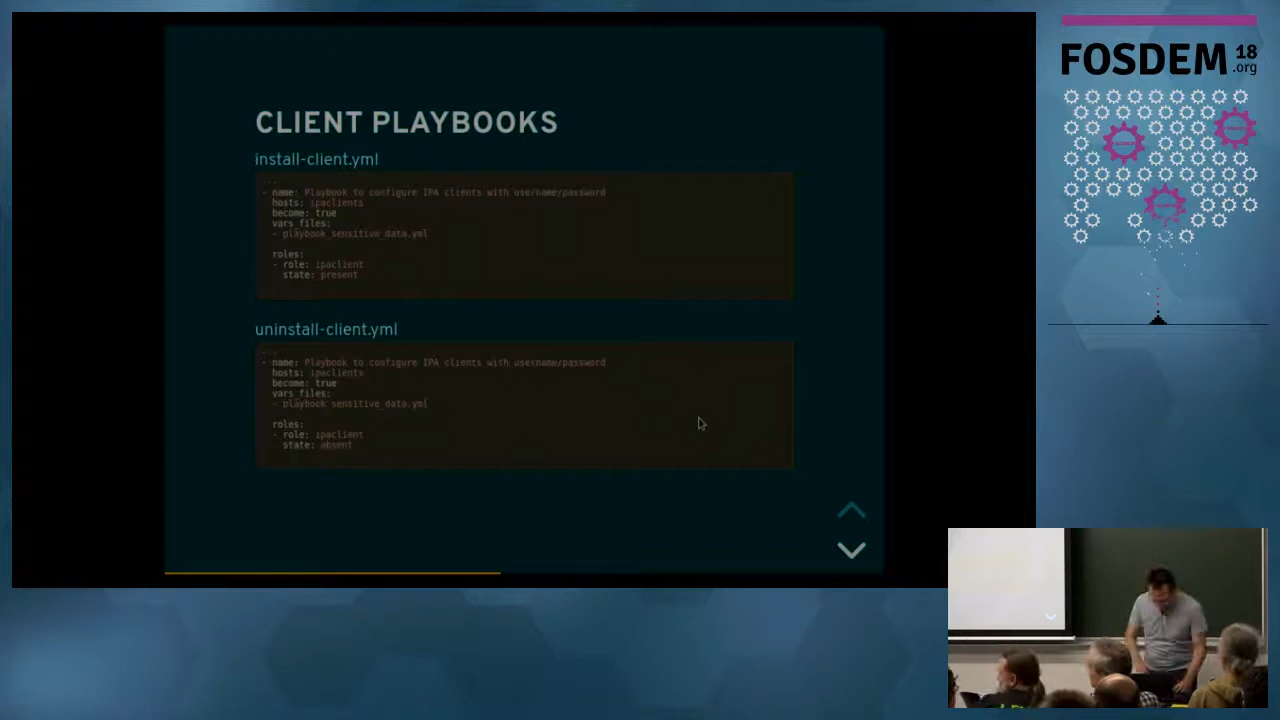 CLIENT PLAYBOOKS
install-client.yml
---
- name: Playbook to configure IPA clients with username/password
hosts: ipaclients
become: true
vars_files:
- playbook_sensitive_data.yml
roles:
- role: ipaclient
state: present
uninstall-client.yml
---
- name: Playbook to configure IPA clients with username/password
hosts: ipaclients
become: true
vars_files:
- playbook_sensitive_data.yml
roles:
- role: ipaclient
state: absent
FOSDEM 18
.org